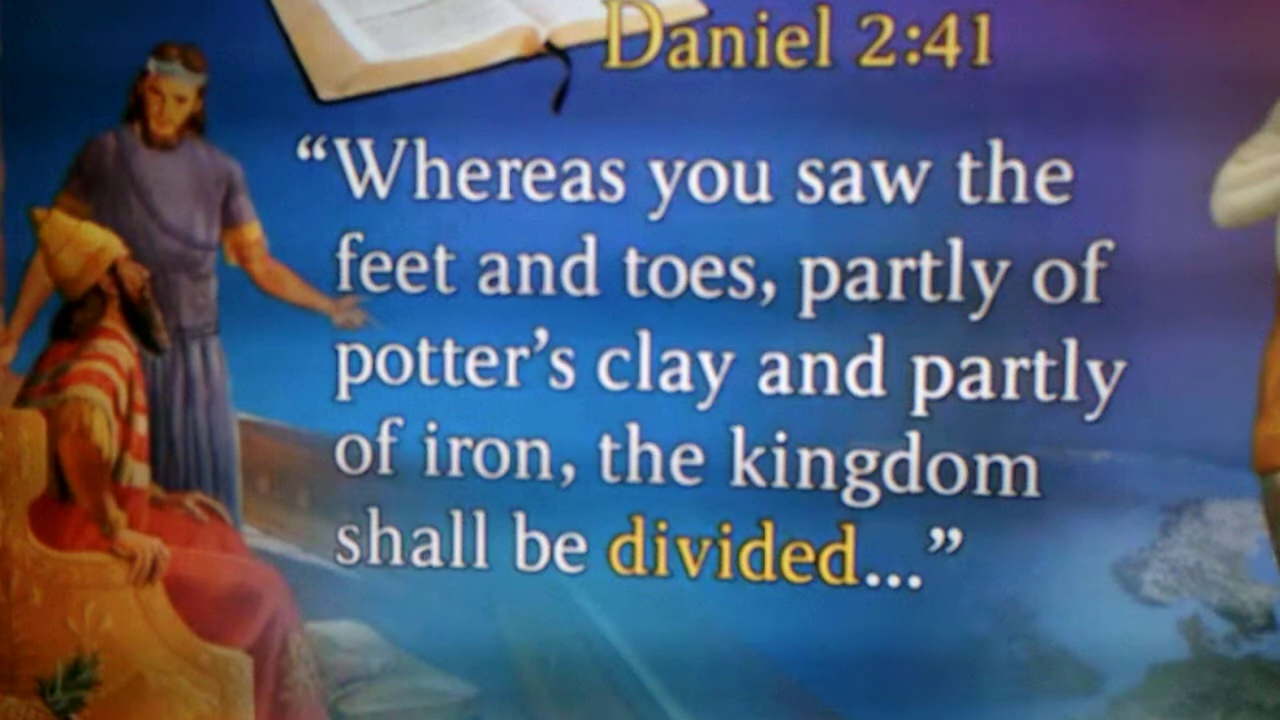 Daniel 2:41
“Whereas you saw the
feet and toes, partly of
potter’s clay and partly
of iron, the kingdom
shall be divided...”